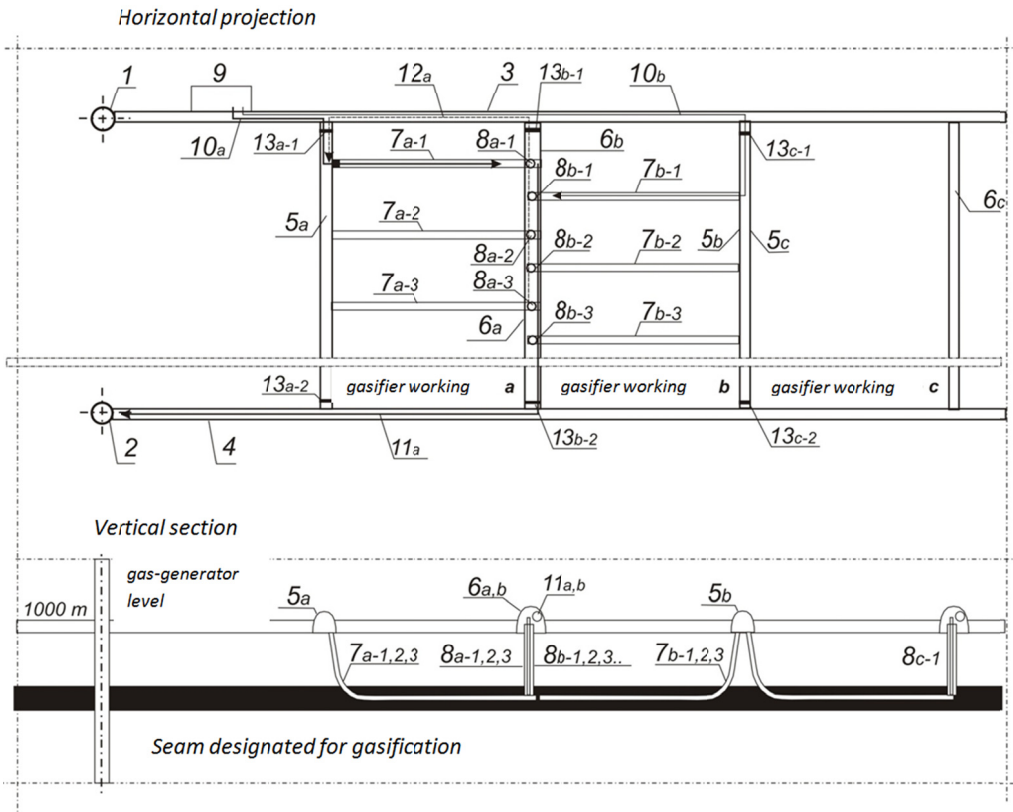 Horizontal projection
1 9 12a 3 13b-1 10b
10a 13a-1 7a-1 8a-1 6b 13c-1
8b-1 7b-1
5a 7a-2 8a-2 8b-2 7b-2 5b 5c 6c
7a-3 8a-3 6a 8b-3 7b-3
13a-2 gasifier working a gasifier working b gasifier working c
2 4 11a 13b-2 13c-2
Vertical section
gas-generator
level
1000 m 5a 6a,b 11a,b 5b
7a-1,2,3 8a-1,2,3 8b-1,2,3.. 7b-1,2,3 8c-1
Seam designated for gasification